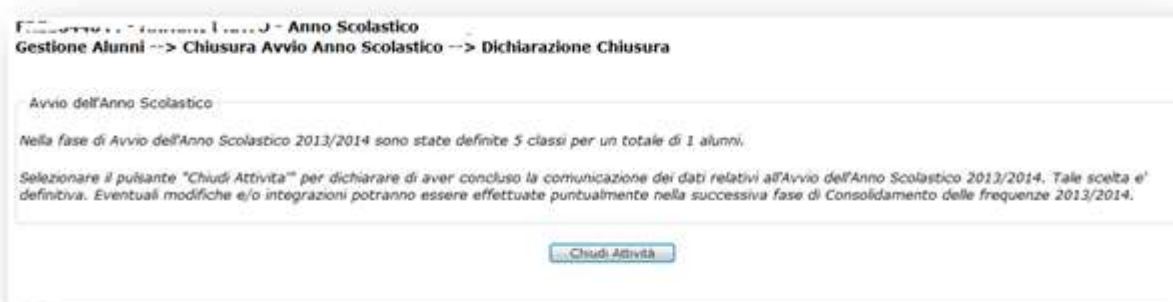 - Anno Scolastico
Gestione Alunni --> Chiusura Avvio Anno Scolastico --> Dichiarazione Chiusura
Avvio dell'Anno Scolastico
Nella fase di Avvio dell'Anno Scolastico 2013/2014 sono state definite 5 classi per un totale di 1 alunni.
Selezionare il pulsante "Chiudi Attivita'" per dichiarare di aver concluso la comunicazione dei dati relativi all'Avvio dell'Anno Scolastico 2013/2014. Tale scelta e'
definitiva. Eventuali modifiche e/o integrazioni potranno essere effettuate puntualmente nella successiva fase di Consolidamento delle frequenze 2013/2014.
Chiudi Attività